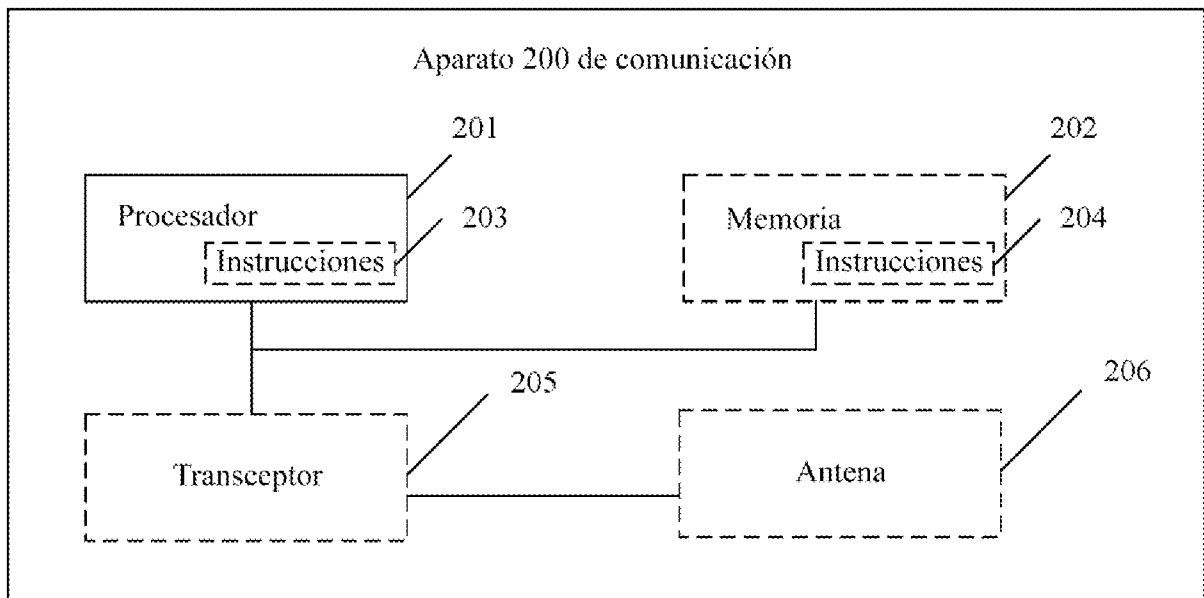 Aparato 200 de comunicación
201
202
Procesador
203
Instrucciones
Memoria
204
Instrucciones
205
206
Transceptor
Antena